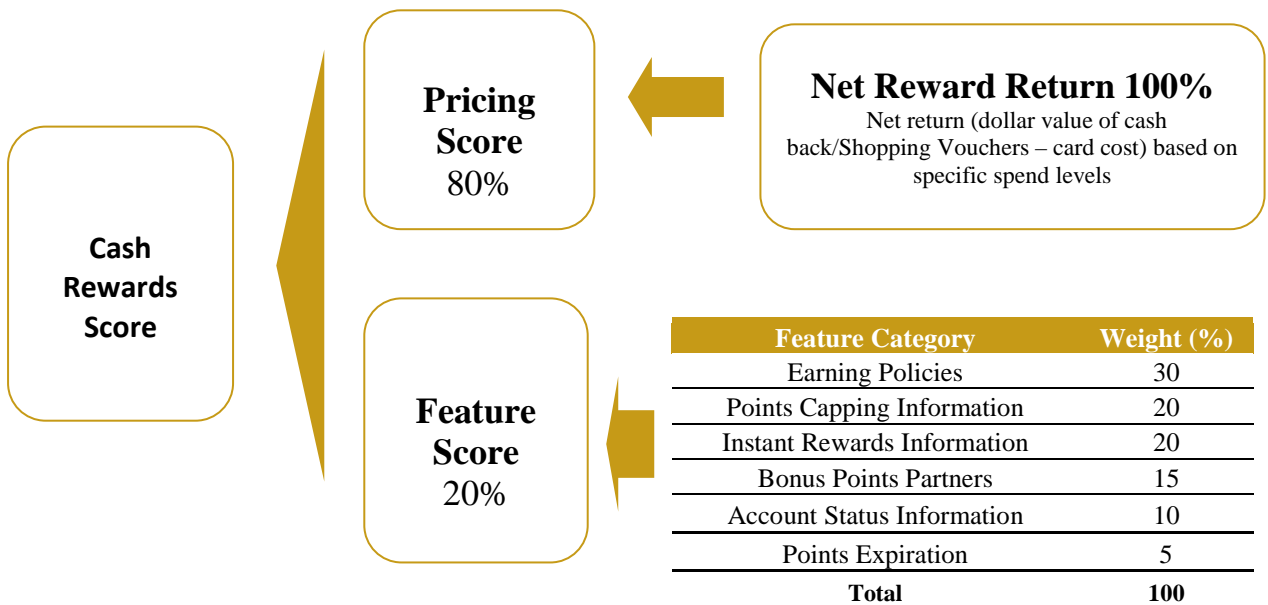 Cash
Rewards
Score
Pricing
Score
80%
Net Reward Return 100%
Net return (dollar value of cash
back/Shopping Vouchers – card cost) based on
specific spend levels
Feature
Score
20%
Feature Category Weight (%)
Earning Policies 30
Points Capping Information 20
Instant Rewards Information 20
Bonus Points Partners 15
Account Status Information 10
Points Expiration 5
Total 100